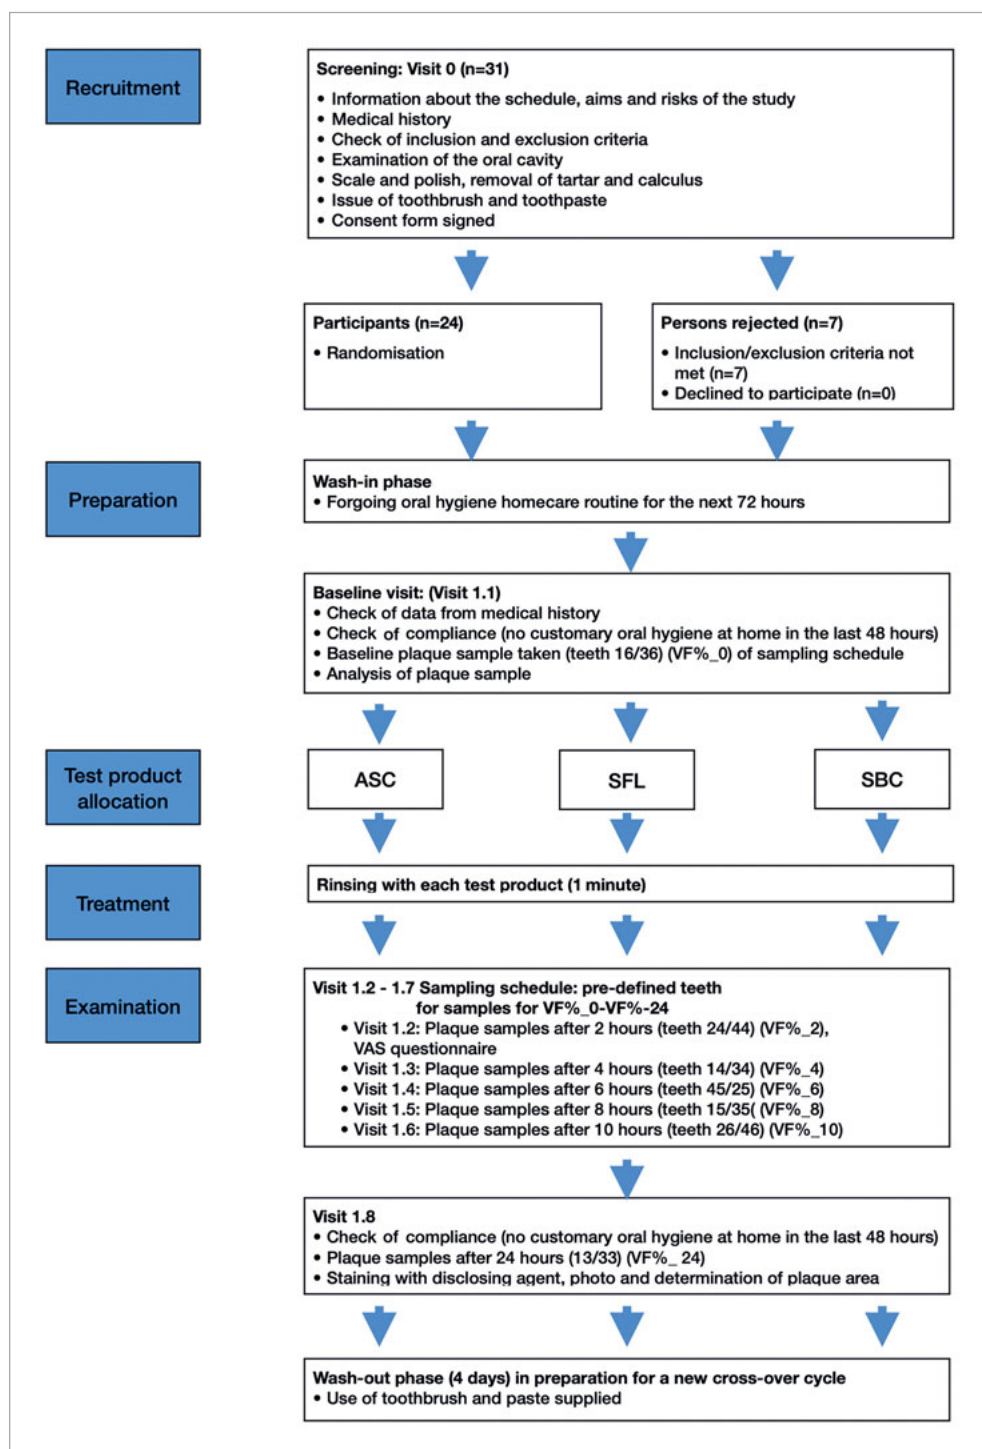 Recruitment
Screening: Visit 0 (n=31)
• Information about the schedule, aims and risks of the study
• Medical history
• Check of inclusion and exclusion criteria
• Examination of the oral cavity
• Scale and polish, removal of tartar and calculus
• Issue of toothbrush and toothpaste
• Consent form signed
Participants (n=24)
• Randomisation
Persons rejected (n=7)
• Inclusion/exclusion criteria not
met (n=7)
• Declined to participate (n=0)
Preparation
Wash-in phase
• Forgoing oral hygiene homecare routine for the next 72 hours
Baseline visit: (Visit 1.1)
• Check of data from medical history
• Check of compliance (no customary oral hygiene at home in the last 48 hours)
• Baseline plaque sample taken (teeth 16/36) (VF%_0) of sampling schedule
• Analysis of plaque sample
Test product
allocation
ASC
SFL
SBC
Treatment
Rinsing with each test product (1 minute)
Examination
Visit 1.2 - 1.7 Sampling schedule: pre-defined teeth
for samples for VF%_0-VF%-24
• Visit 1.2: Plaque samples after 2 hours (teeth 24/44) (VF%_2),
VAS questionnaire
• Visit 1.3: Plaque samples after 4 hours (teeth 14/34) (VF%_4)
• Visit 1.4: Plaque samples after 6 hours (teeth 45/25) (VF%_6)
• Visit 1.5: Plaque samples after 8 hours (teeth 15/35( (VF%_8)
• Visit 1.6: Plaque samples after 10 hours (teeth 26/46) (VF%_10)
Visit 1.8
• Check of compliance (no customary oral hygiene at home in the last 48 hours)
• Plaque samples after 24 hours (13/33) (VF%_ 24)
• Staining with disclosing agent, photo and determination of plaque area
Wash-out phase (4 days) in preparation for a new cross-over cycle
• Use of toothbrush and paste supplied